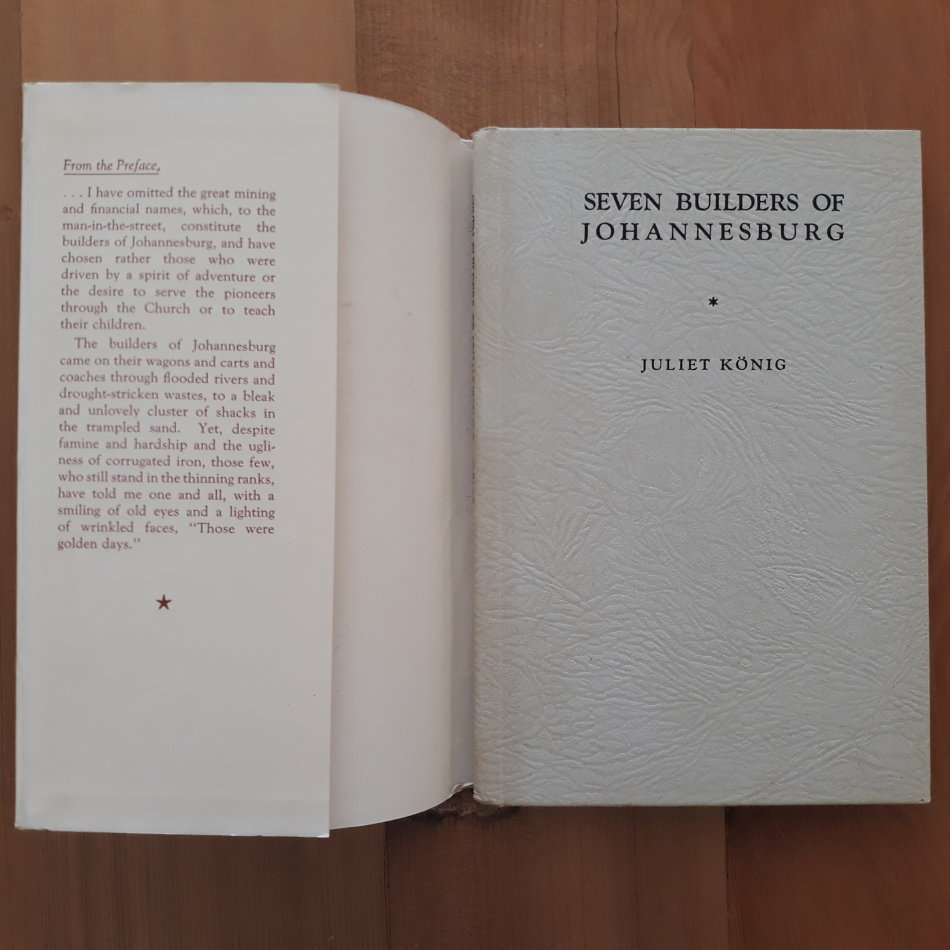 From the Preface,
. . . I have omitted the great mining
and financial names, which, to the
man-in-the-street, constitute the
builders of Johannesburg, and have
chosen rather those who were
driven by a spirit of adventure or
the desire to serve the pioneers
through the Church or to teach
their children.
The builders of Johannesburg
came on their wagons and carts and
coaches through flooded rivers and
drought-stricken wastes, to a bleak
and unlovely cluster of shacks in
the trampled sand. Yet, despite
famine and hardship and the ugli-
ness of corrugated iron, those few,
who still stand in the thinning ranks,
have told me one and all, with a
smiling of old eyes and a lighting
of wrinkled faces, "Those were
golden days."
★
SEVEN BUILDERS OF
JOHANNESBURG
*
JULIET KÖNIG